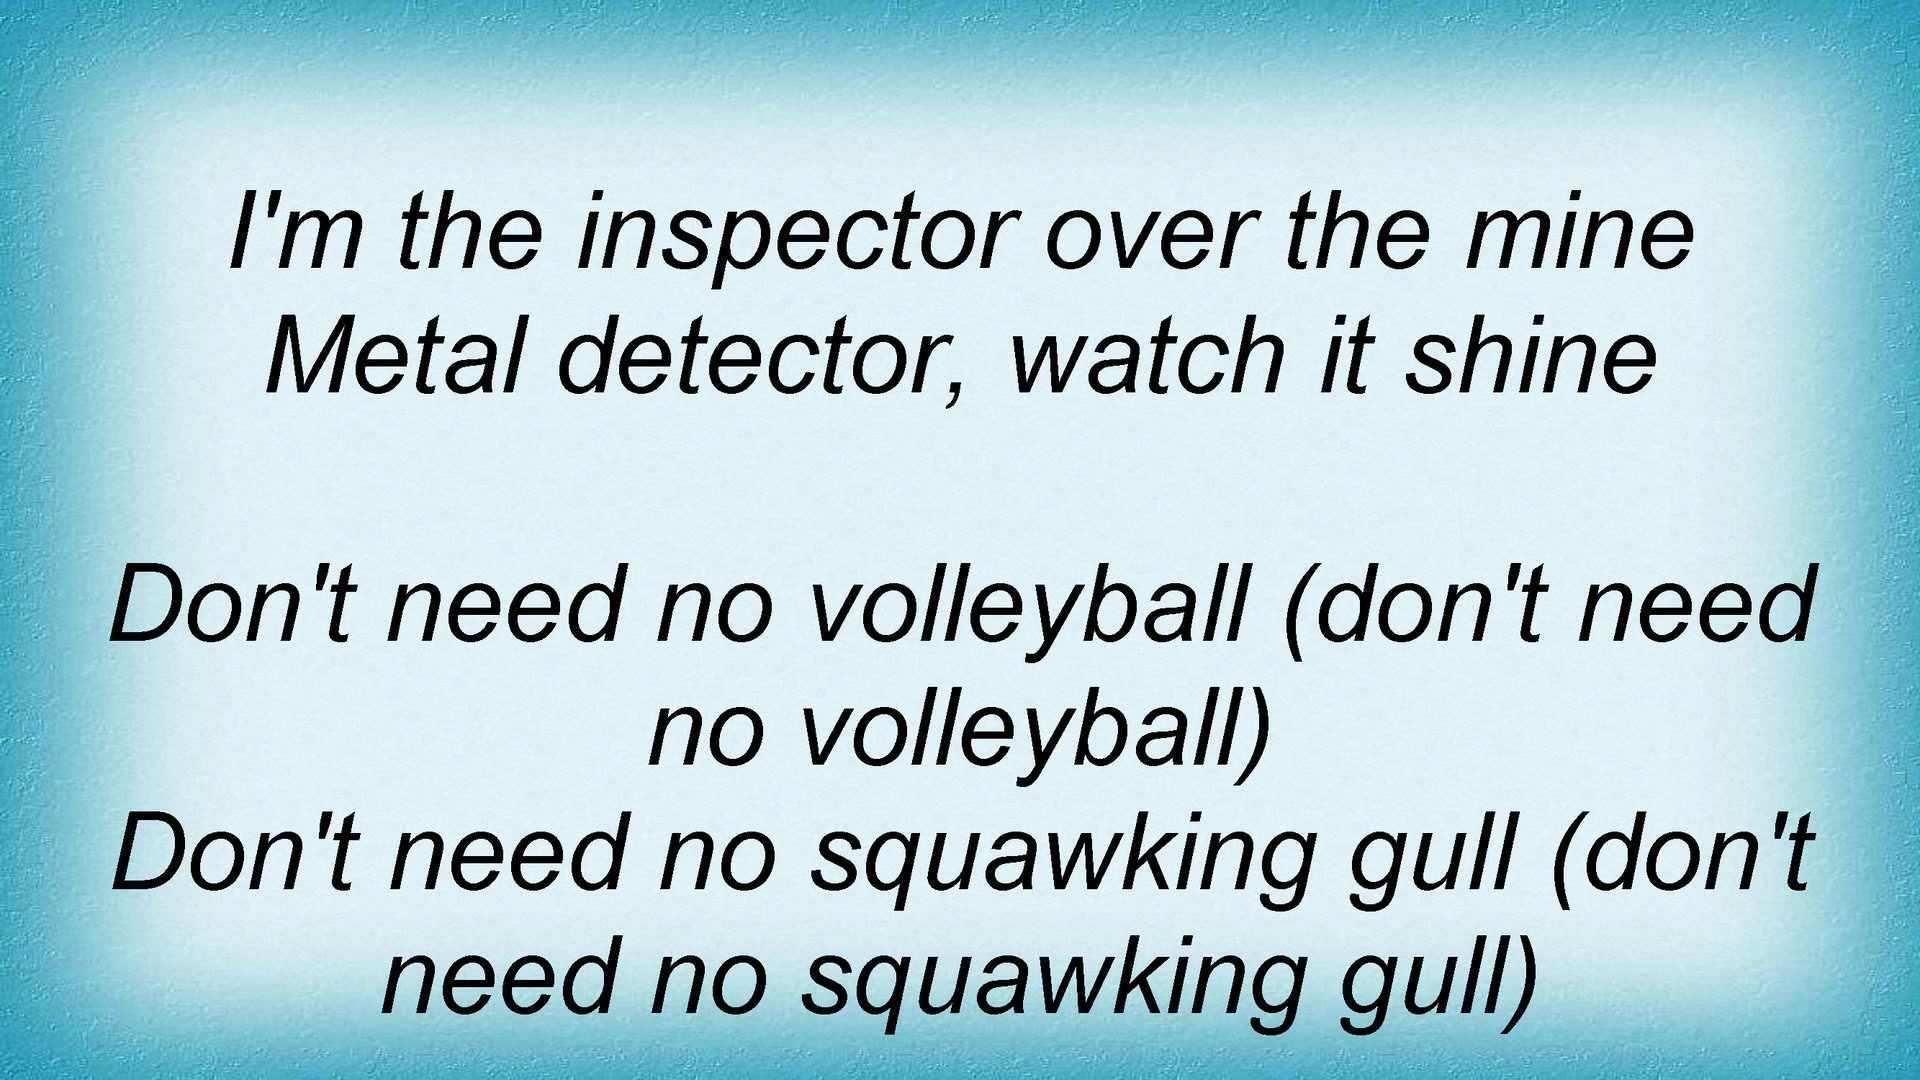 I'm the inspector over the mine
Metal detector, watch it shine
Don't need no volleyball (don't need
no volleyball)
Don't need no squawking gull (don't
need no squawking gull)